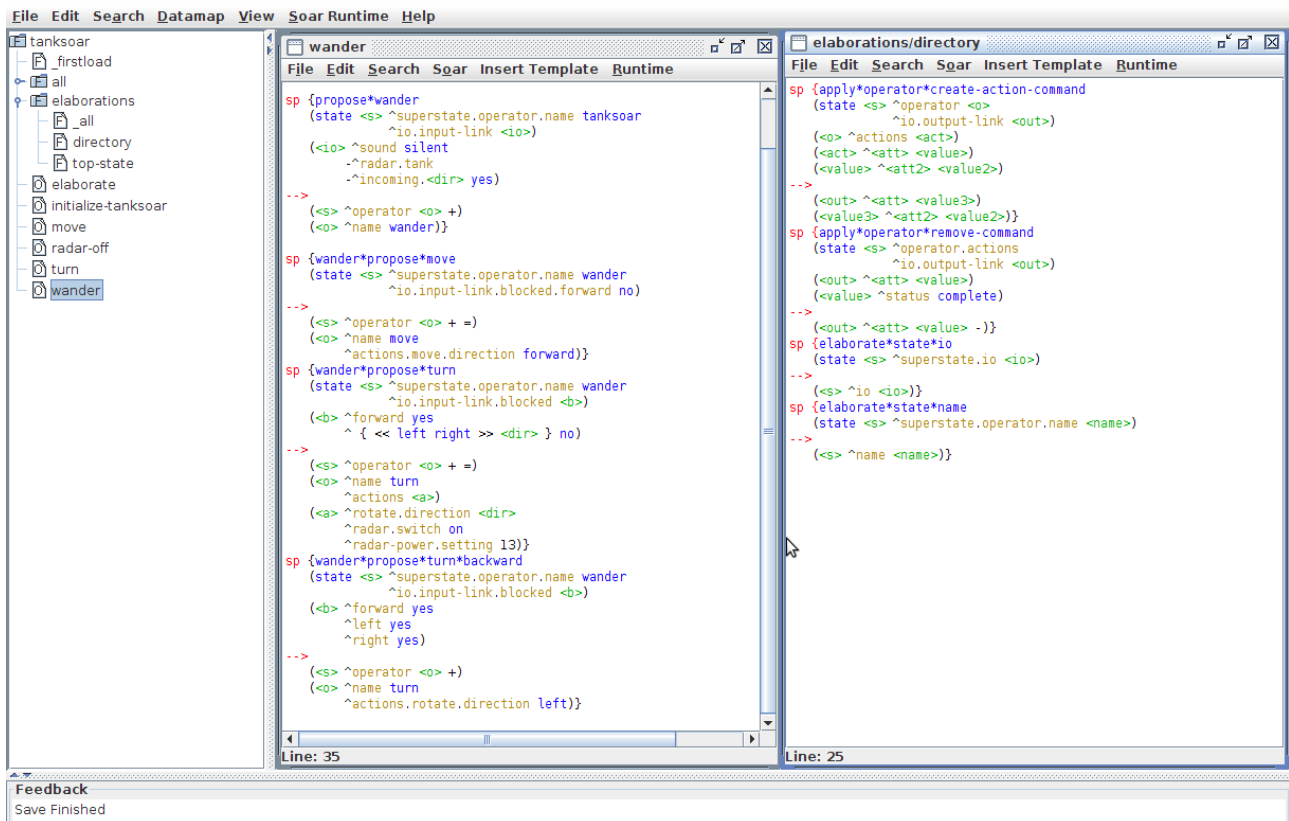 File Edit Search Datamap View Soar Runtime Help
tanksoar
_firstload
all
elaborations
_all
directory
top-state
elaborate
initialize-tanksoar
move
radar-off
turn
wander
wander
File Edit Search Soar Insert Template Runtime
sp {propose*wander
(state <s> ^superstate.operator.name tanksoar
^io.input-link <io>)
(<io> ^sound silent
-^radar.tank
-^incoming.<dir> yes)
-->
(<s> ^operator <o> +)
(<o> ^name wander)}
sp {wander*propose*move
(state <s> ^superstate.operator.name wander
^io.input-link.blocked.forward no)
-->
(<s> ^operator <o> + =)
(<o> ^name move
^actions.move.direction forward)}
sp {wander*propose*turn
(state <s> ^superstate.operator.name wander
^io.input-link.blocked <b>)
(<b> ^forward yes
^ { << left right >> <dir> } no)
-->
(<s> ^operator <o> + =)
(<o> ^name turn
^actions <a>)
(<a> ^rotate.direction <dir>
^radar.switch on
^radar-power.setting 13)}
sp {wander*propose*turn*backward
(state <s> ^superstate.operator.name wander
^io.input-link.blocked <b>)
(<b> ^forward yes
^left yes
^right yes)
-->
(<s> ^operator <o> +)
(<o> ^name turn
^actions.rotate.direction left)}
Line: 35
elaborations/directory
File Edit Search Soar Insert Template Runtime
sp {apply*operator*create-action-command
(state <s> ^operator <o>
^io.output-link <out>)
(<o> ^actions <act>)
(<act> ^<att> <value>)
(<value> ^<att2> <value2>)
-->
(<out> ^<att> <value3>)
(<value3> ^<att2> <value2>)}
sp {apply*operator*remove-command
(state <s> ^operator.actions
^io.output-link <out>)
(<out> ^<att> <value>)
(<value> ^status complete)
-->
(<out> ^<att> <value> -)}
sp {elaborate*state*io
(state <s> ^superstate.io <io>)
-->
(<s> ^io <io>)}
sp {elaborate*state*name
(state <s> ^superstate.operator.name <name>)
-->
(<s> ^name <name>)}
Line: 25
Feedback
Save Finished